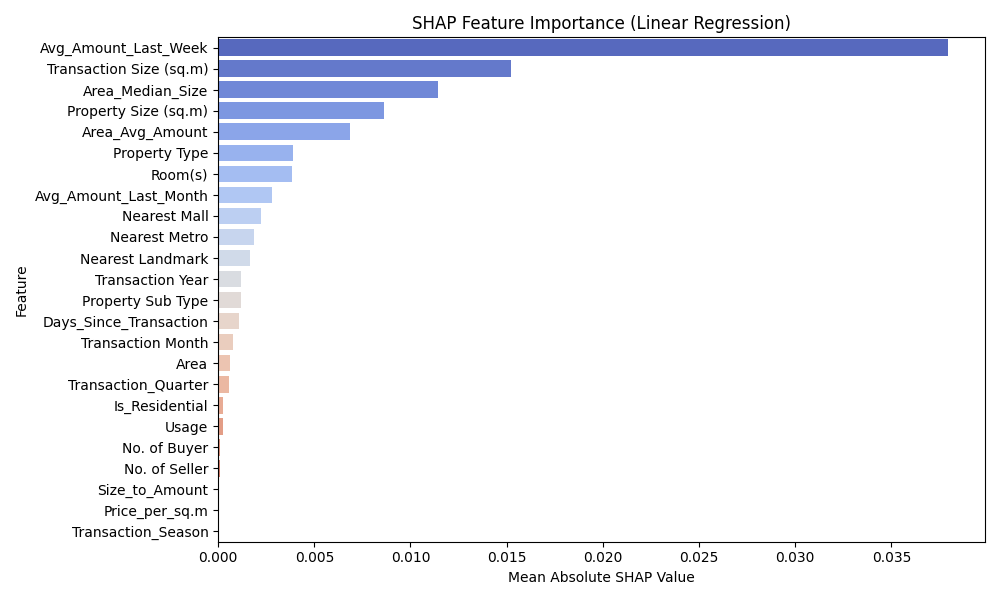 SHAP Feature Importance (Linear Regression)
Feature
Avg_Amount_Last_Week
Transaction Size (sq.m)
Area_Median_Size
Property Size (sq.m)
Area_Avg_Amount
Property Type
Room(s)
Avg_Amount_Last_Month
Nearest Mall
Nearest Metro
Nearest Landmark
Transaction Year
Property Sub Type
Days_Since_Transaction
Transaction Month
Area
Transaction_Quarter
Is_Residential
Usage
No. of Buyer
No. of Seller
Size_to_Amount
Price_per_sq.m
Transaction_Season
0.000 0.005 0.010 0.015 0.020 0.025 0.030 0.035
Mean Absolute SHAP Value